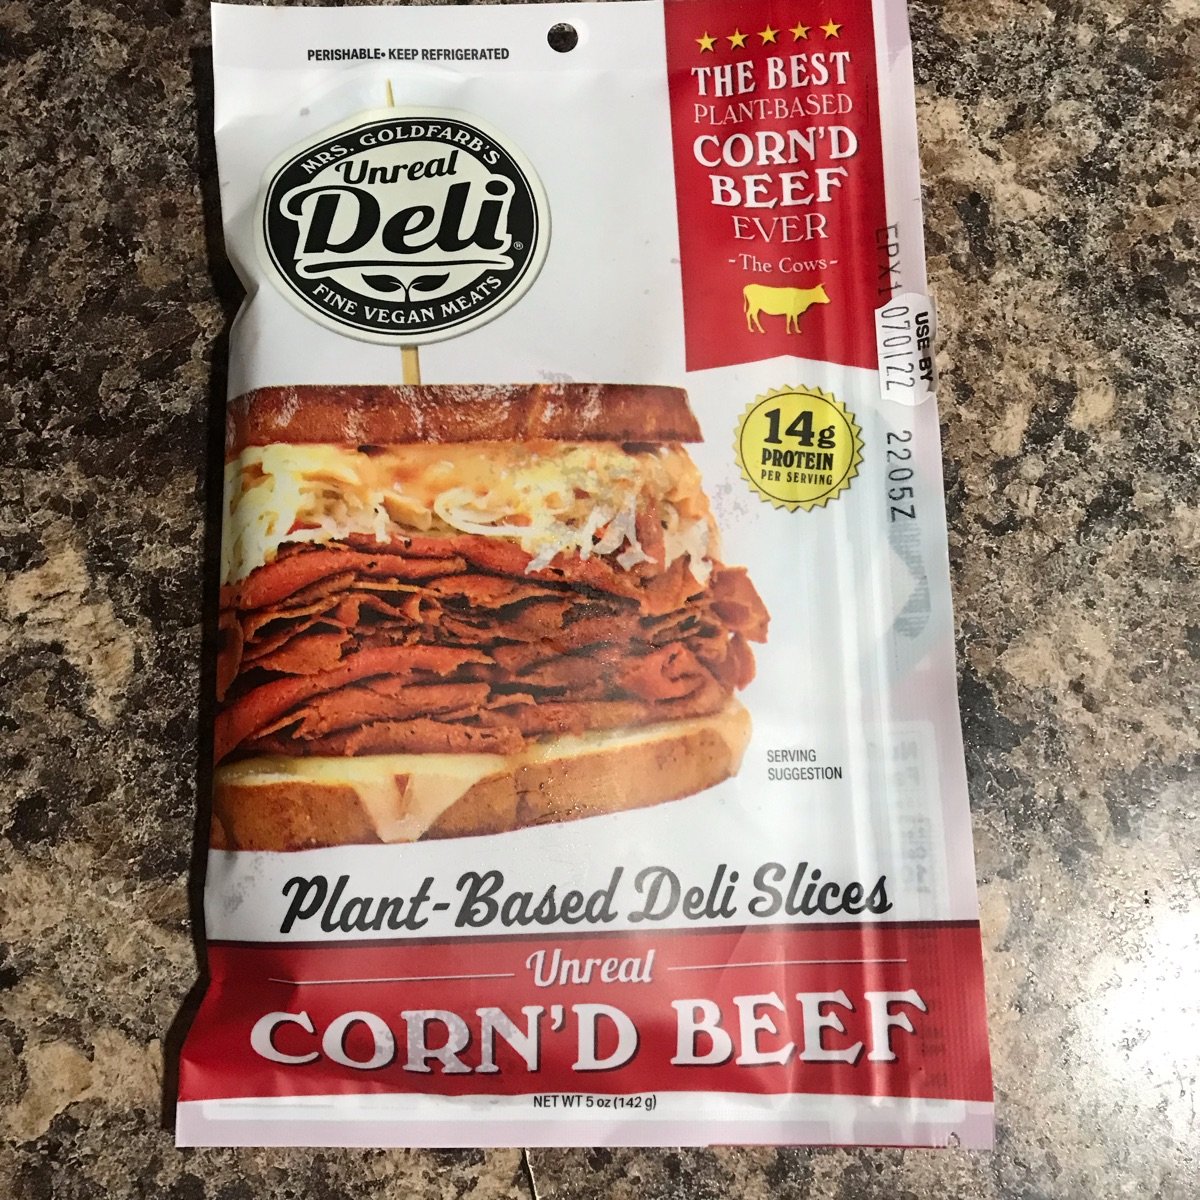 PERISHABLE• KEEP REFRIGERATED
MRS. GOLDFARB'S
Unreal
Deli®
FINE VEGAN MEATS
THE BEST
PLANT-BASED
CORN'D
BEEF
EVER
-The Cows-
USE BY
EPX1 070122 2205Z
14g
PROTEIN
PER SERVING
SERVING
SUGGESTION
Plant-Based Deli Slices
Unreal
CORN'D BEEF
NET WT 5 oz (142 g)